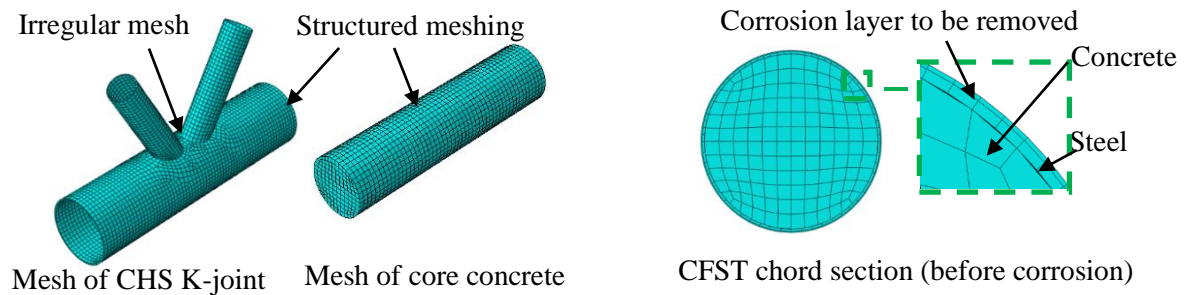 Irregular mesh
Structured meshing
Corrosion layer to be removed
Concrete
Steel
Mesh of CHS K-joint
Mesh of core concrete
CFST chord section (before corrosion)